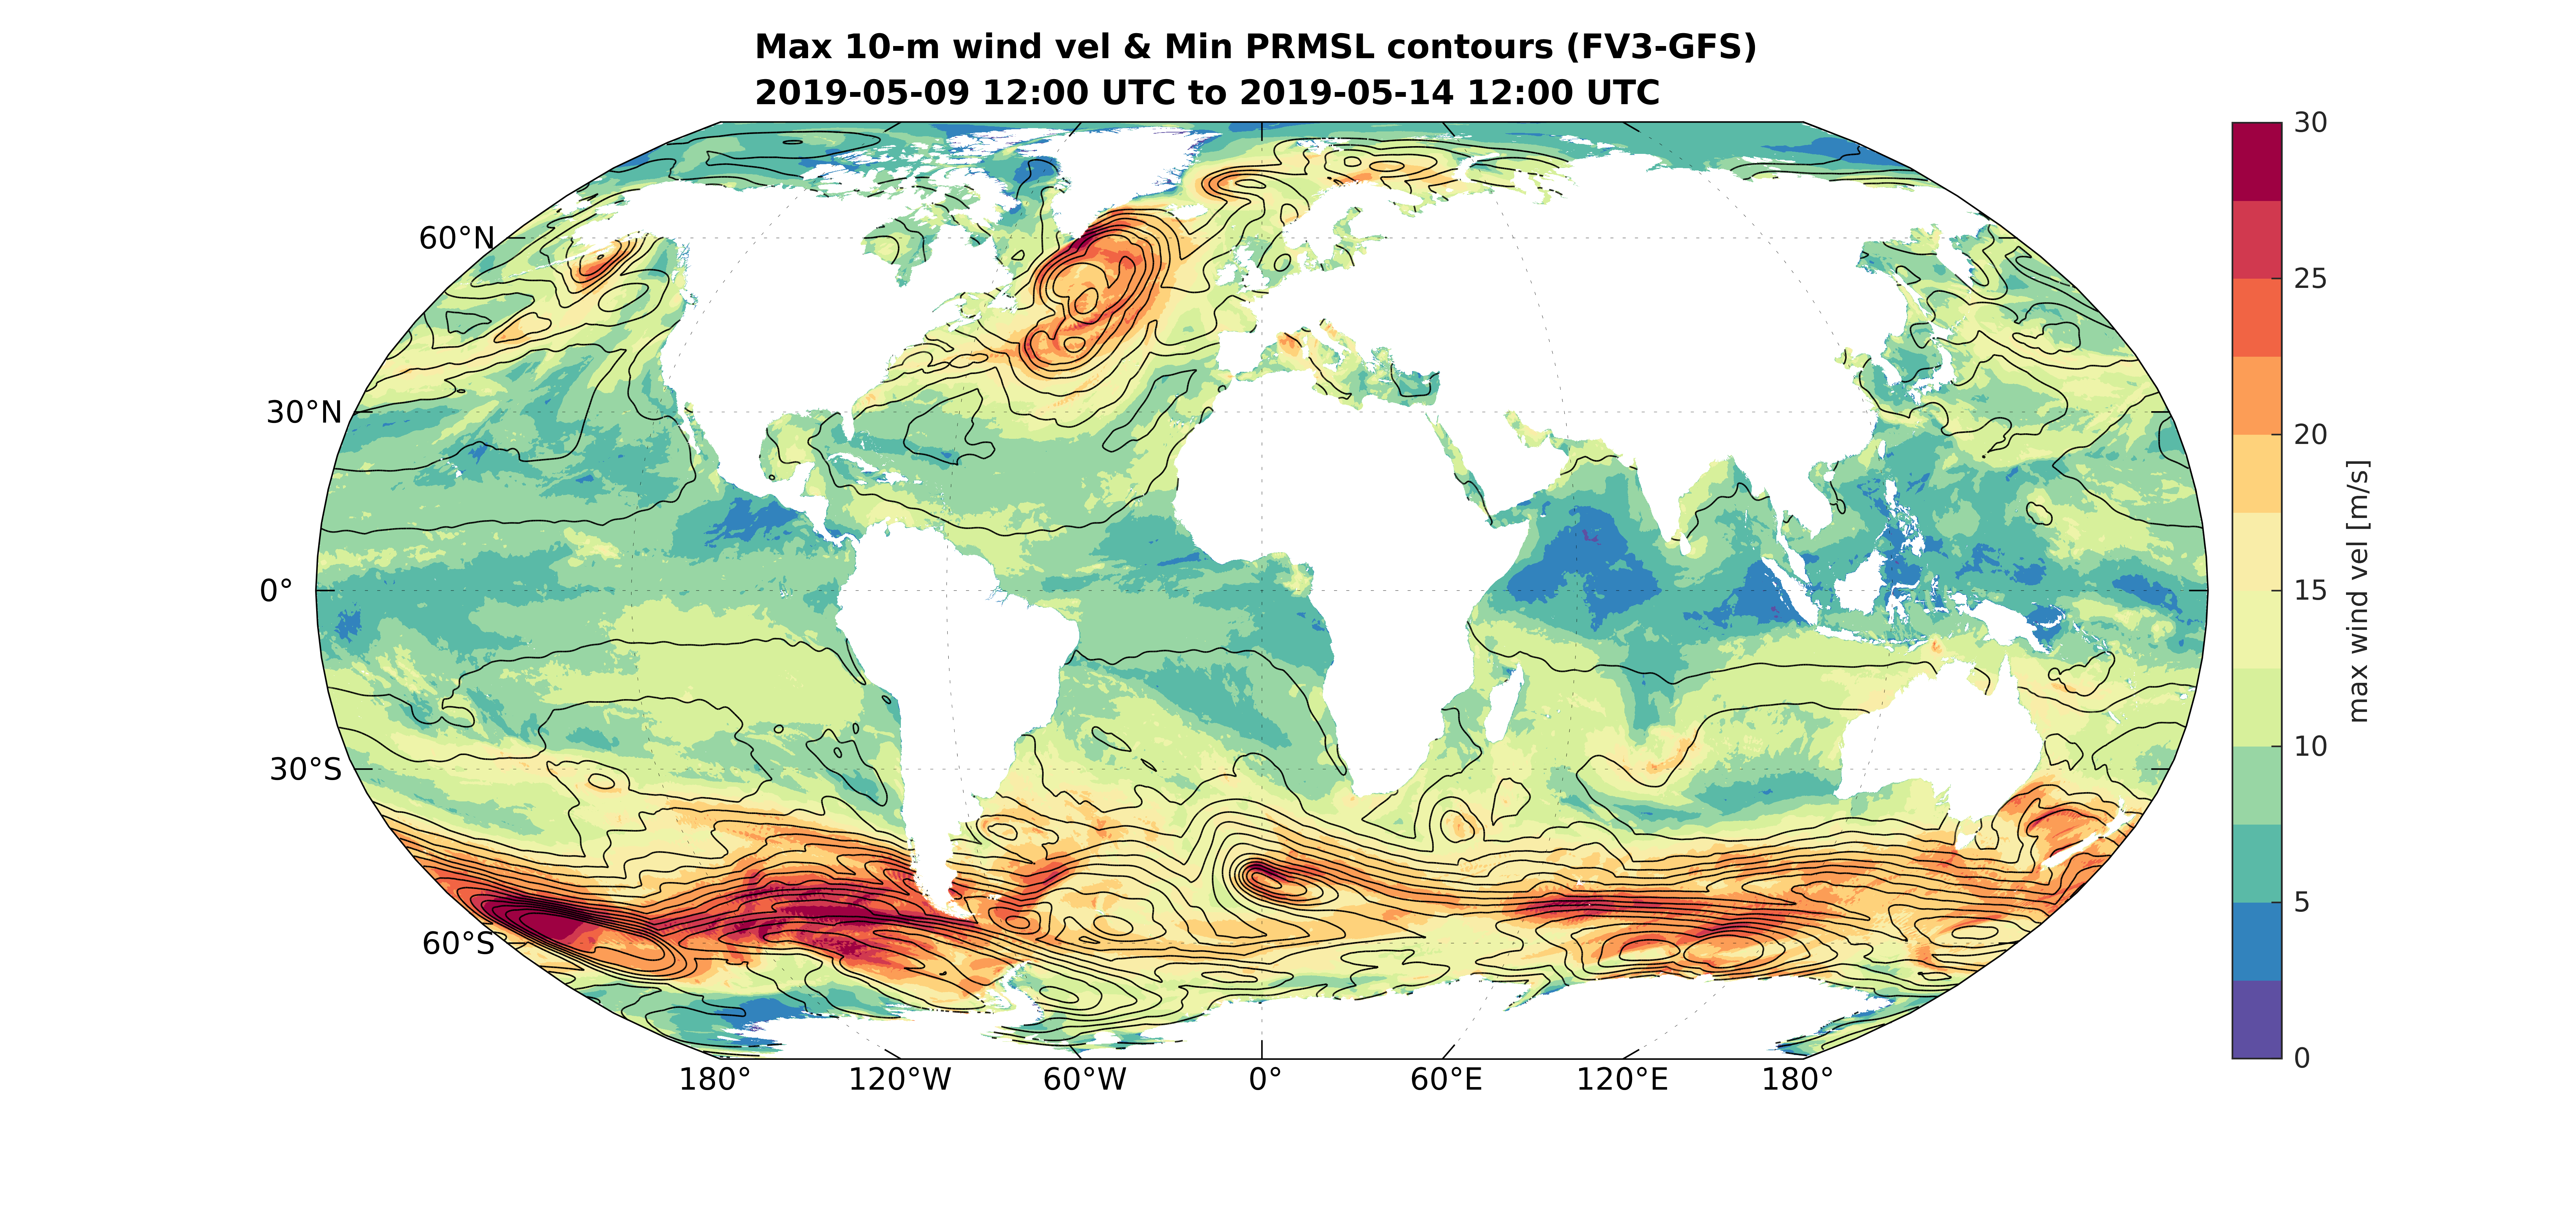 Max 10-m wind vel & Min PRMSL contours (FV3-GFS)
2019-05-09 12:00 UTC to 2019-05-14 12:00 UTC
60°N
30°N
0°
30°S
60°S
180°
120°W
60°W
0°
60°E
120°E
180°
30
25
20
15
10
5
0
max wind vel [m/s]